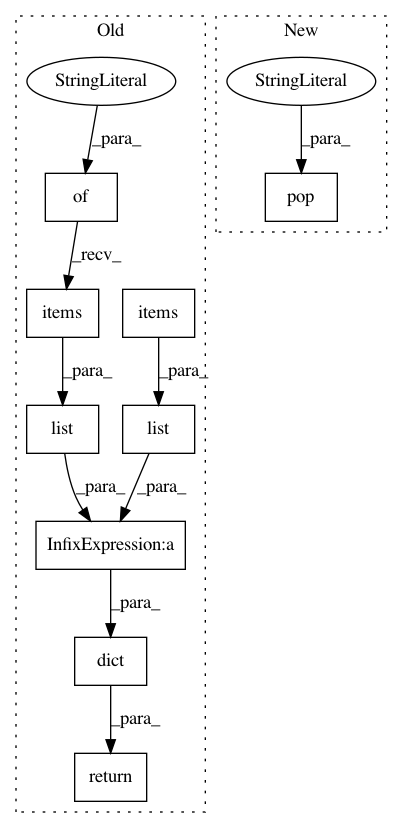 Old
New
StringLiteral
StringLiteral
_para_
_para_
of
pop
_recv_
items
items
_para_
_para_
list
list
_para_
_para_
InfixExpression:a
_para_
dict
_para_
return